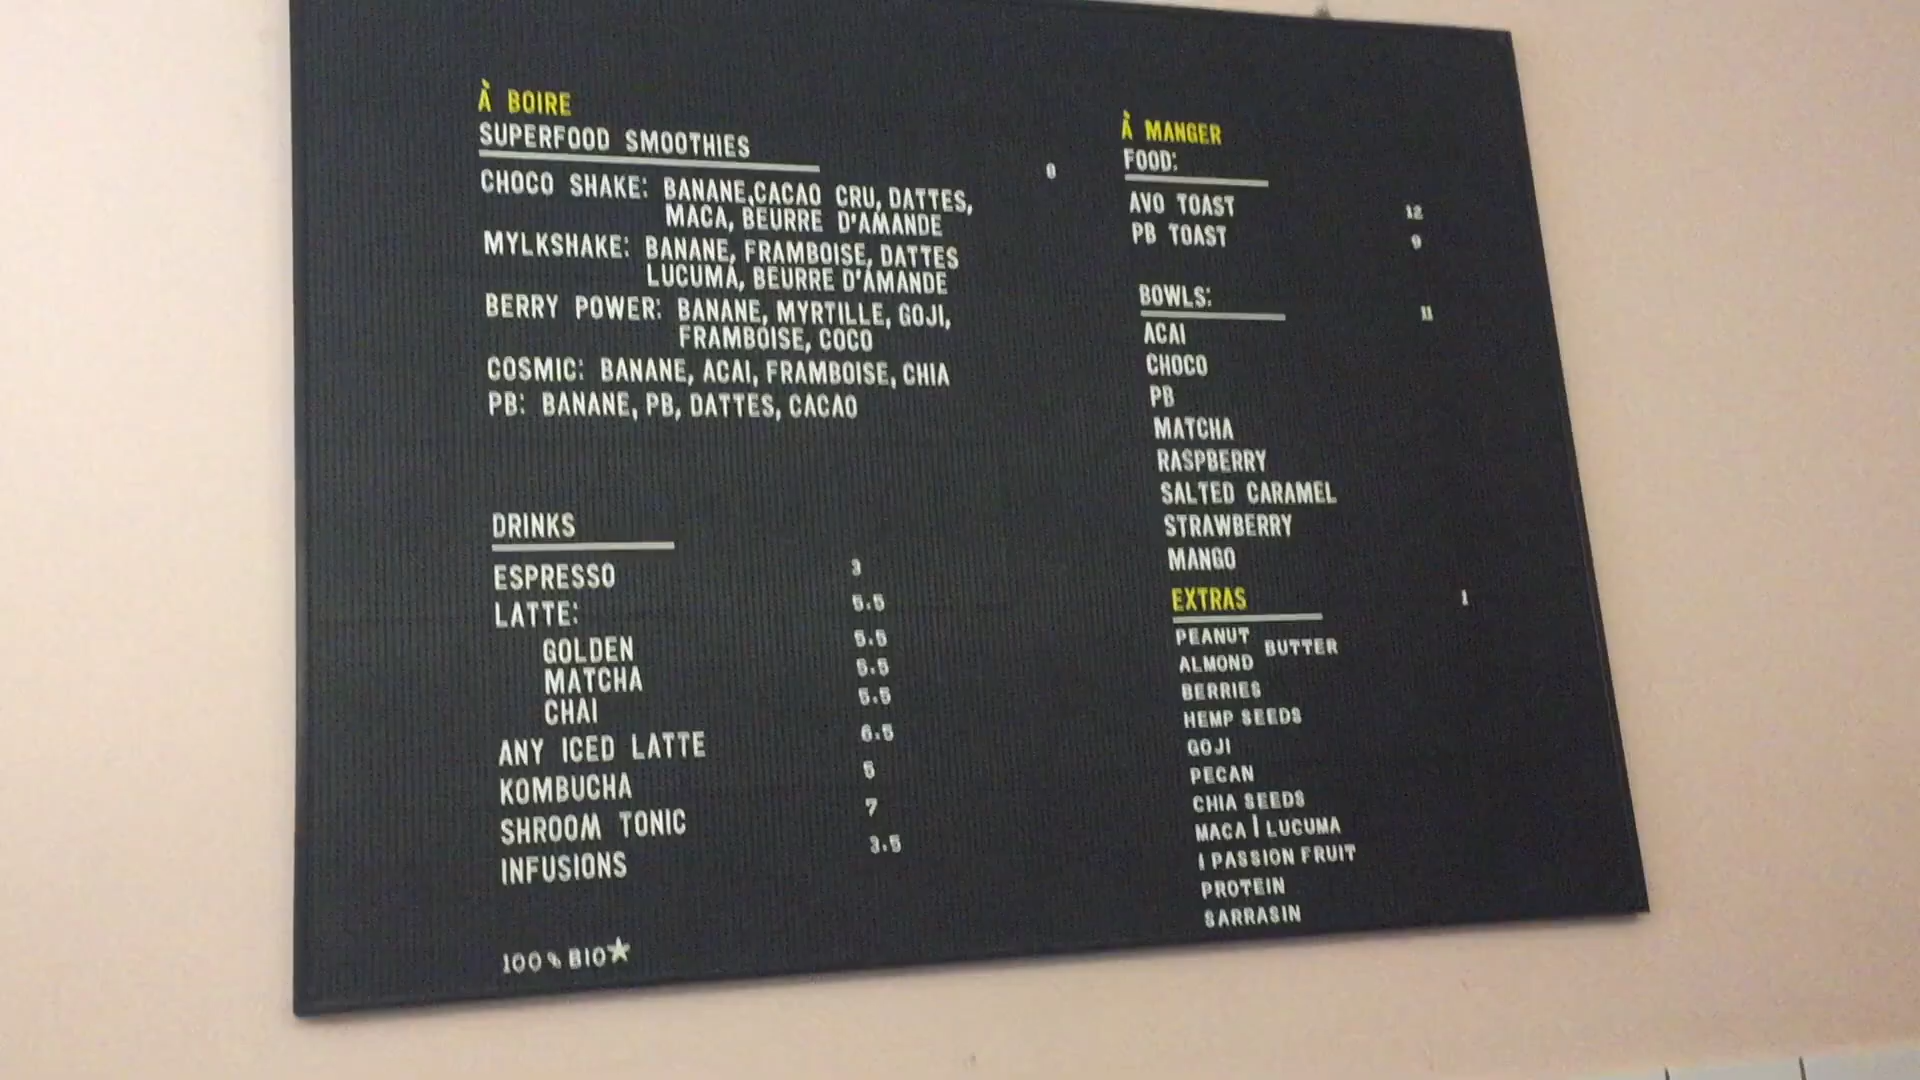 À BOIRE
SUPERFOOD SMOOTHIES
CHOCO SHAKE: BANANE, CACAO CRU, DATTES,
MACA, BEURRE D'AMANDE
MYLKSHAKE: BANANE, FRAMBOISE, DATTES
LUCUMA, BEURRE D'AMANDE
BERRY POWER: BANANE, MYRTILLE, GOJI,
FRAMBOISE, COCO
COSMIC: BANANE, ACAI, FRAMBOISE, CHIA
PB: BANANE, PB, DATTES, CACAO
DRINKS
ESPRESSO 3
LATTE: 5.5
GOLDEN 5.5
MATCHA 5.5
CHAI 5.5
ANY ICED LATTE 6.5
KOMBUCHA 5
SHROOM TONIC 7
INFUSIONS 3.5
100% BIO★
À MANGER
FOOD:
AVO TOAST 12
PB TOAST 9
BOWLS: 11
ACAI
CHOCO
PB
MATCHA
RASPBERRY
SALTED CARAMEL
STRAWBERRY
MANGO
EXTRAS 1
PEANUT BUTTER
ALMOND
BERRIES
HEMP SEEDS
GOJI
PECAN
CHIA SEEDS
MACA | LUCUMA
1 PASSION FRUIT
PROTEIN
SARRASIN